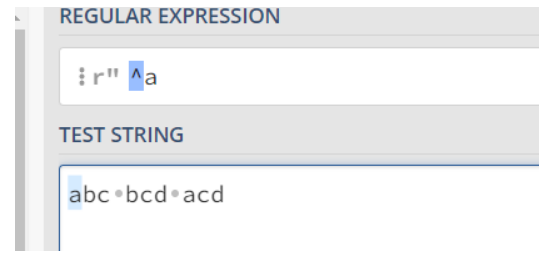 REGULAR EXPRESSION
⋮ r" ^a
TEST STRING
abc·bcd·acd